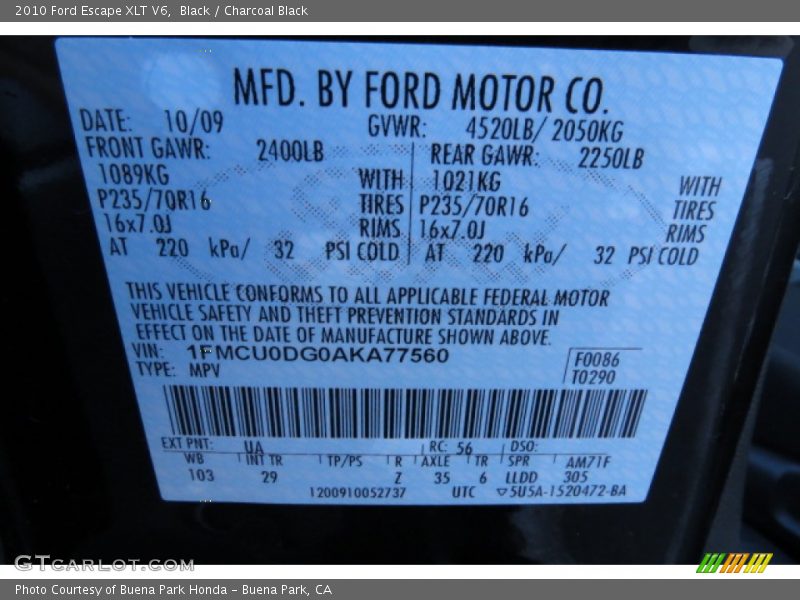 2010 Ford Escape XLT V6,  Black / Charcoal Black
MFD. BY FORD MOTOR CO.
DATE: 10/09 GVWR: 4520LB/ 2050KG
FRONT GAWR: 2400LB REAR GAWR: 2250LB
1089KG WITH 1021KG WITH
P235/70R16 TIRES P235/70R16 TIRES
16x7.0J RIMS 16x7.0J RIMS
AT 220 kPa/ 32 PSI COLD AT 220 kPa/ 32 PSI COLD
THIS VEHICLE CONFORMS TO ALL APPLICABLE FEDERAL MOTOR
VEHICLE SAFETY AND THEFT PREVENTION STANDARDS IN
EFFECT ON THE DATE OF MANUFACTURE SHOWN ABOVE.
VIN: 1FMCU0DG0AKA77560 F0086
TYPE: MPV T0290
EXT PNT: UA RC: 56 DSO:
WB INT TR TP/PS R AXLE TR SPR AM71F
103 29 Z 35 6 LLDD 305
1200910052737 UTC ▽5U5A-1520472-BA
GTCARLOT.COM
Photo Courtesy of Buena Park Honda - Buena Park, CA